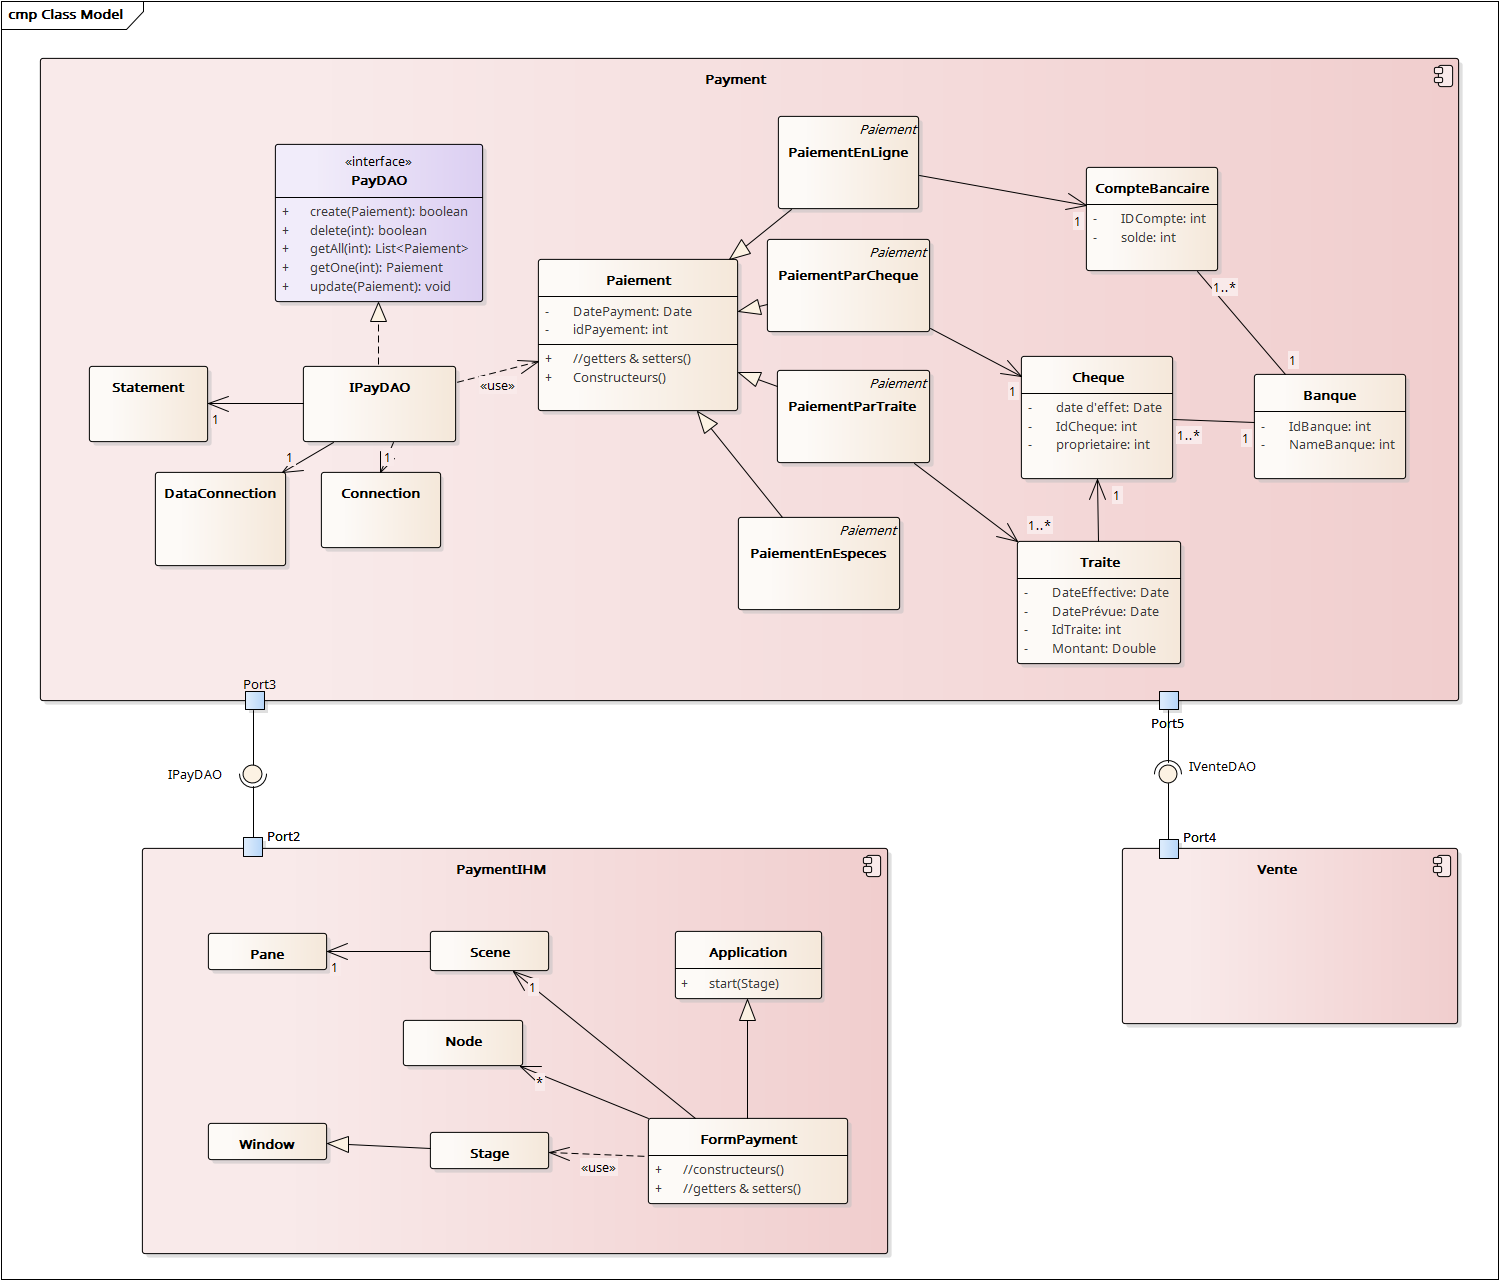 cmp Class Model
Payment
«interface»
PayDAO
+ create(Paiement): boolean
+ delete(int): boolean
+ getAll(int): List<Paiement>
+ getOne(int): Paiement
+ update(Paiement): void
Statement
1
IPayDAO
«use»
1
1
DataConnection
Connection
Paiement
- DatePayment: Date
- idPayement: int
+ //getters & setters()
+ Constructeurs()
Paiement
PaiementEnLigne
Paiement
PaiementParCheque
Paiement
PaiementParTraite
Paiement
PaiementEnEspeces
CompteBancaire
- IDCompte: int
- solde: int
1
1..*
1
Cheque
- date d'effet: Date
- IdCheque: int
- proprietaire: int
1
1..*
1
Banque
- IdBanque: int
- NameBanque: int
1
1..*
Traite
- DateEffective: Date
- DatePrévue: Date
- IdTraite: int
- Montant: Double
Port3
Port5
IPayDAO
IVenteDAO
Port2
Port4
PaymentIHM
Pane
1
Scene
1
Application
+ start(Stage)
Node
*
Window
Stage
«use»
FormPayment
+ //constructeurs()
+ //getters & setters()
Vente